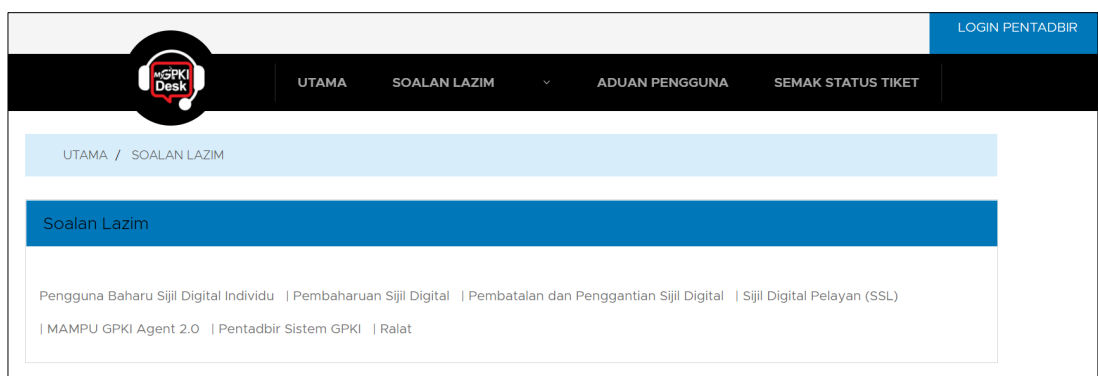 LOGIN PENTADBIR
MyGPKI
Desk
UTAMA SOALAN LAZIM ADUAN PENGGUNA SEMAK STATUS TIKET
UTAMA / SOALAN LAZIM
Soalan Lazim
Pengguna Baharu Sijil Digital Individu | Pembaharuan Sijil Digital | Pembatalan dan Penggantian Sijil Digital | Sijil Digital Pelayan (SSL)
| MAMPU GPKI Agent 2.0 | Pentadbir Sistem GPKI | Ralat